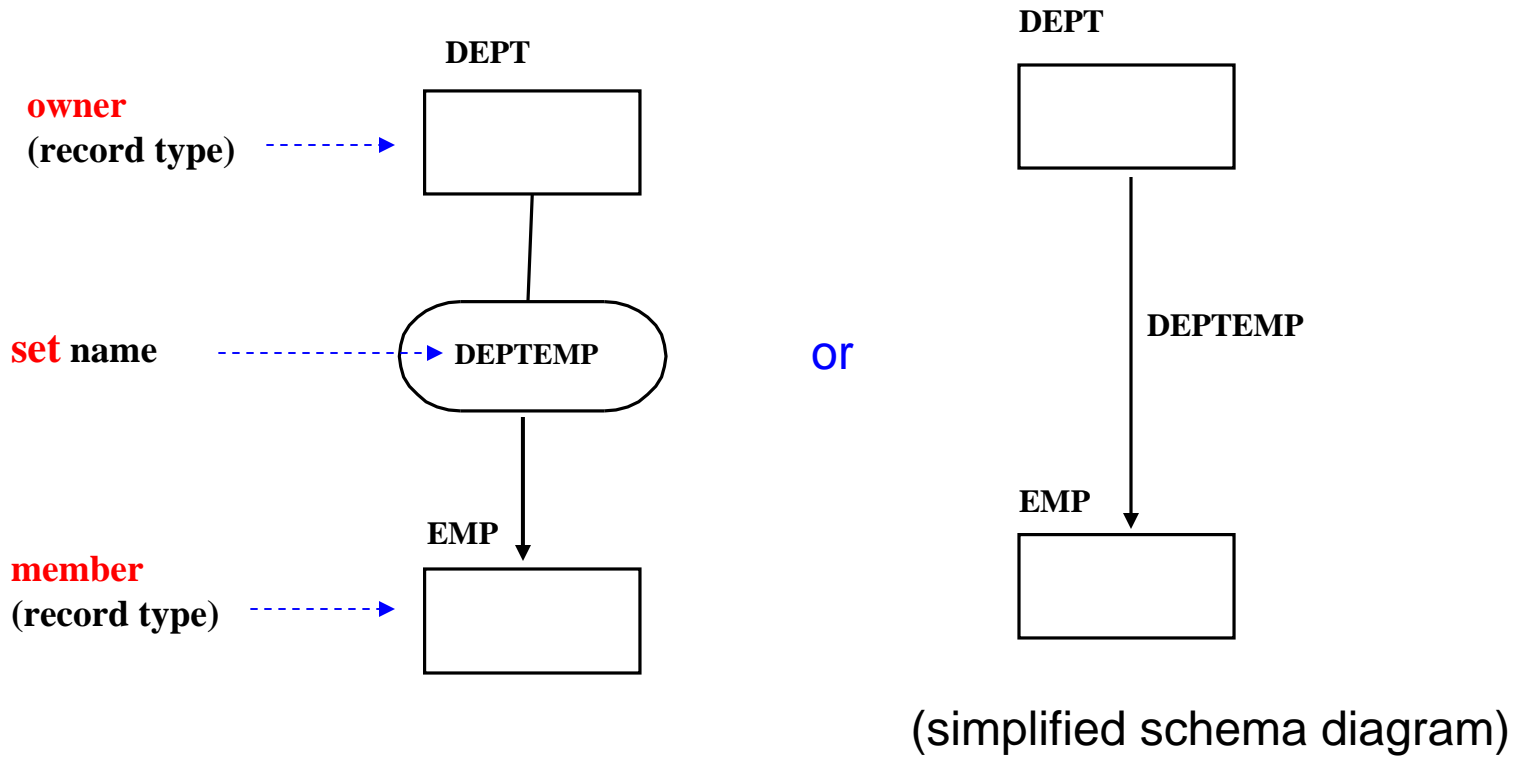 DEPT
owner
(record type)
set name
DEPTEMP
EMP
member
(record type)
or
DEPT
DEPTEMP
EMP
(simplified schema diagram)